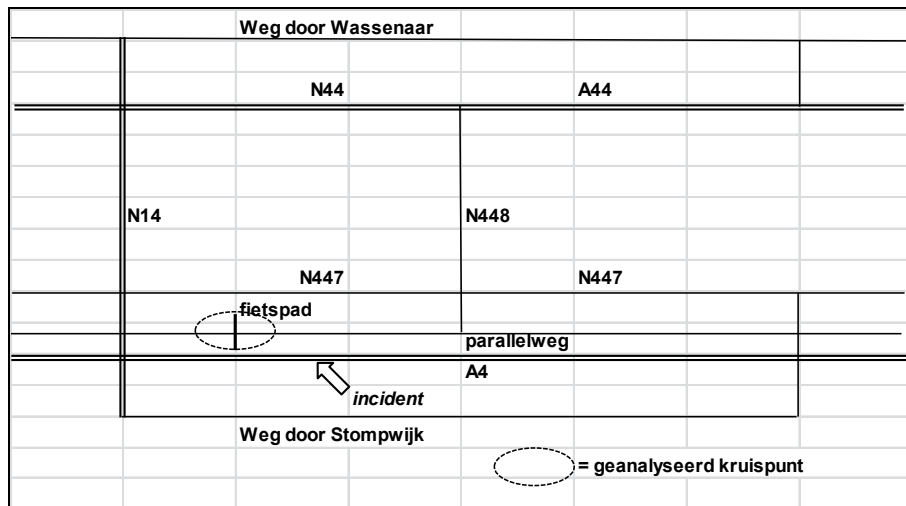 Weg door Wassenaar
N44 A44
N14 N448
N447 N447
fietspad
parallelweg
A4
incident
Weg door Stompwijk
= geanalyseerd kruispunt